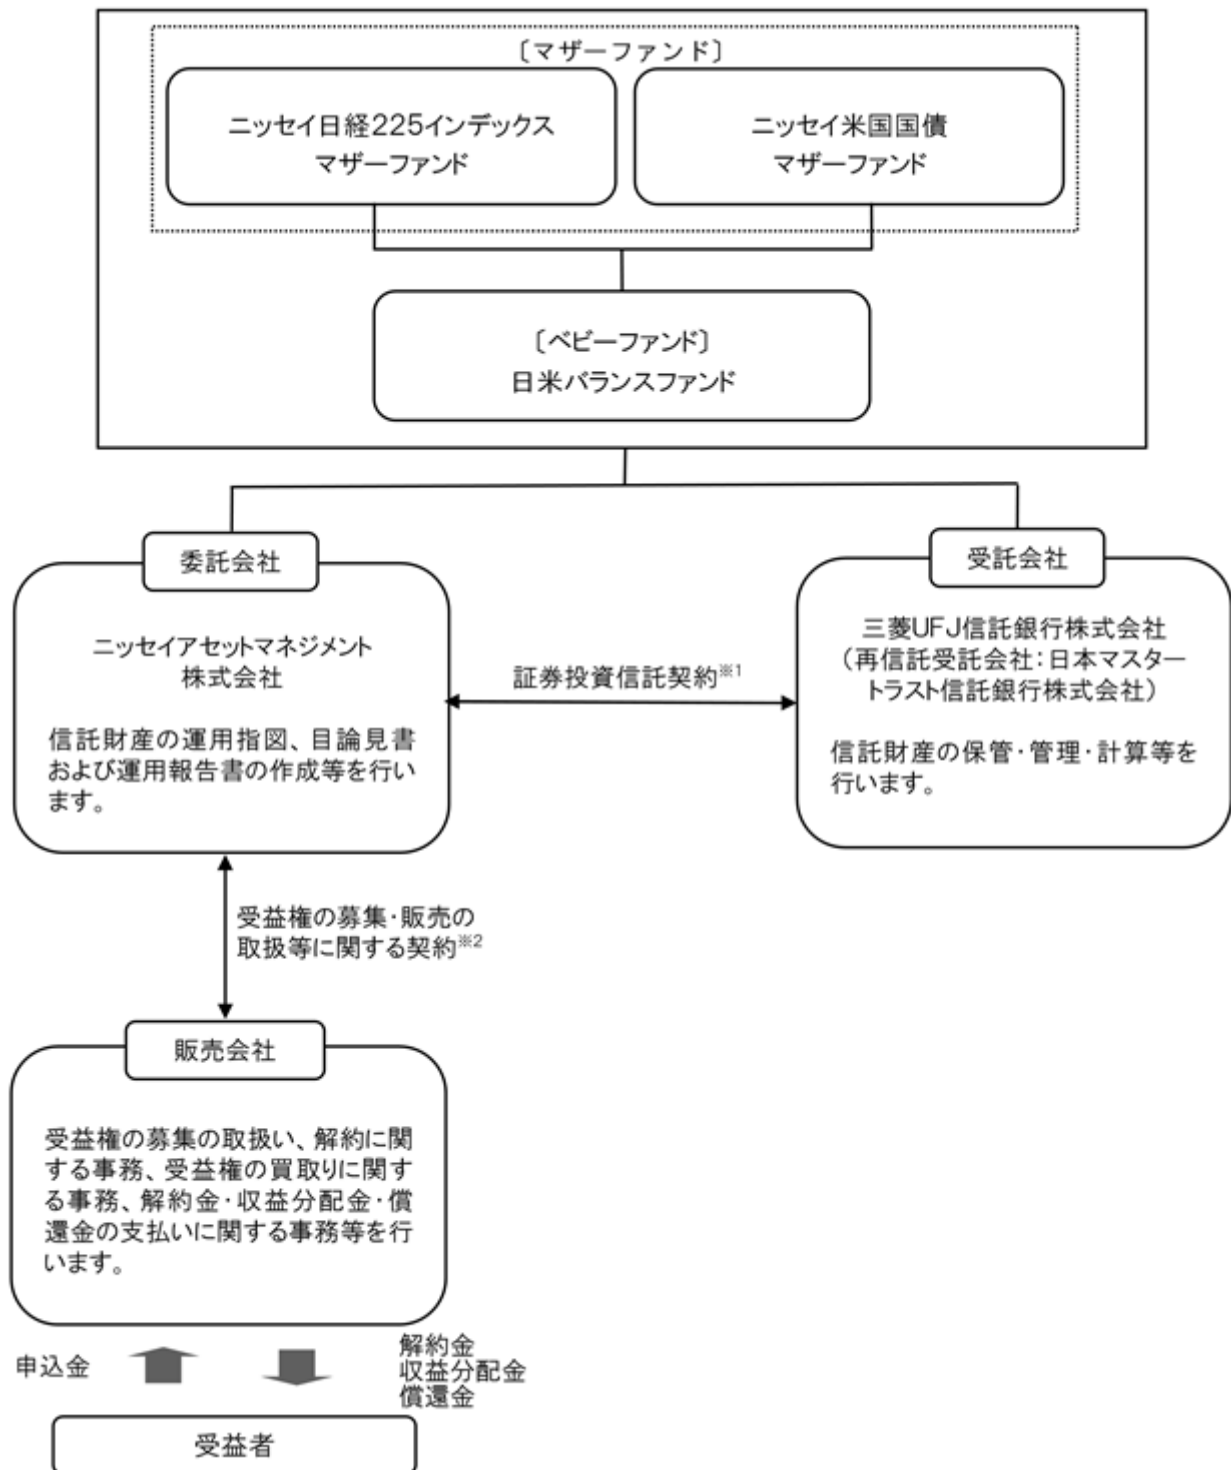 〔マザーファンド〕
ニッセイ日経225インデックス
マザーファンド
ニッセイ米国国債
マザーファンド
〔ベビーファンド〕
日米バランスファンド
委託会社
ニッセイアセットマネジメント
株式会社
信託財産の運用指図、目論見書
および運用報告書の作成等を行い
ます。
証券投資信託契約※1
受託会社
三菱UFJ信託銀行株式会社
（再信託受託会社：日本マスター
トラスト信託銀行株式会社）
信託財産の保管・管理・計算等を
行います。
受益権の募集・販売の
取扱等に関する契約※2
販売会社
受益権の募集の取扱い、解約に関
する事務、受益権の買取りに関す
る事務、解約金・収益分配金・償
還金の支払いに関する事務等を行
います。
申込金
解約金
収益分配金
償還金
受益者